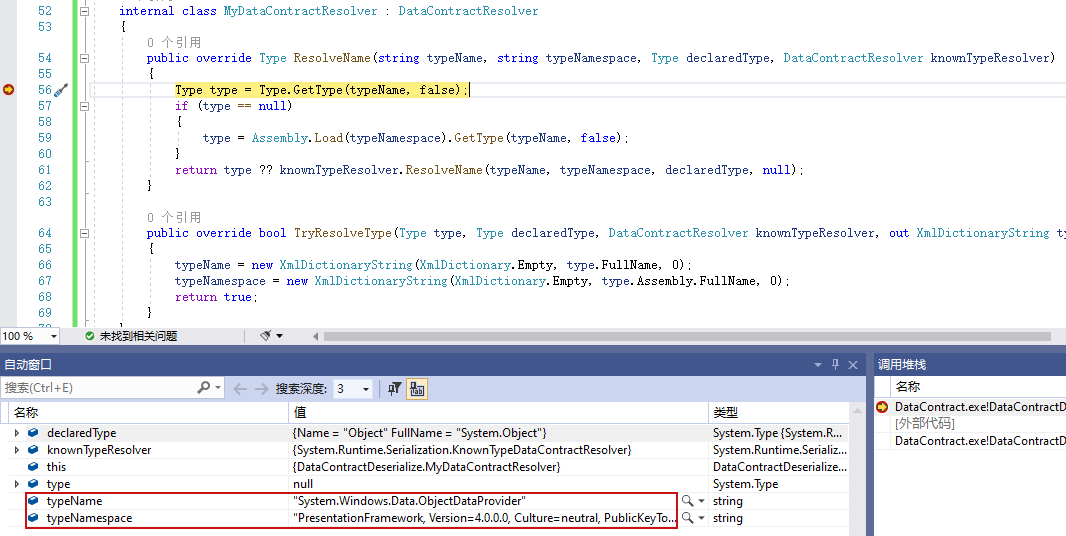 52 internal class MyDataContractResolver : DataContractResolver
53 {
0 个引用
54 public override Type ResolveName(string typeName, string typeNamespace, Type declaredType, DataContractResolver knownTypeResolver)
55 {
56 Type type = Type.GetType(typeName, false);
57 if (type == null)
58 {
59 type = Assembly.Load(typeNamespace).GetType(typeName, false);
60 }
61 return type ?? knownTypeResolver.ResolveName(typeName, typeNamespace, declaredType, null);
62 }
63
0 个引用
64 public override bool TryResolveType(Type type, Type declaredType, DataContractResolver knownTypeResolver, out XmlDictionaryString ty
65 {
66 typeName = new XmlDictionaryString(XmlDictionary.Empty, type.FullName, 0);
67 typeNamespace = new XmlDictionaryString(XmlDictionary.Empty, type.Assembly.FullName, 0);
68 return true;
69 }
100 % 未找到相关问题
自动窗口
搜索(Ctrl+E) 搜索深度: 3
名称 值 类型
declaredType {Name = "Object" FullName = "System.Object"} System.Type {System.R...
knownTypeResolver {System.Runtime.Serialization.KnownTypeDataContractResolver} System.Runtime.Serializ...
this {DataContractDeserialize.MyDataContractResolver} DataContractDeserialize...
type null System.Type
typeName "System.Windows.Data.ObjectDataProvider" string
typeNamespace "PresentationFramework, Version=4.0.0.0, Culture=neutral, PublicKeyTo... string
调用堆栈
名称
DataContract.exe!DataContractD
[外部代码]
DataContract.exe!DataContractD